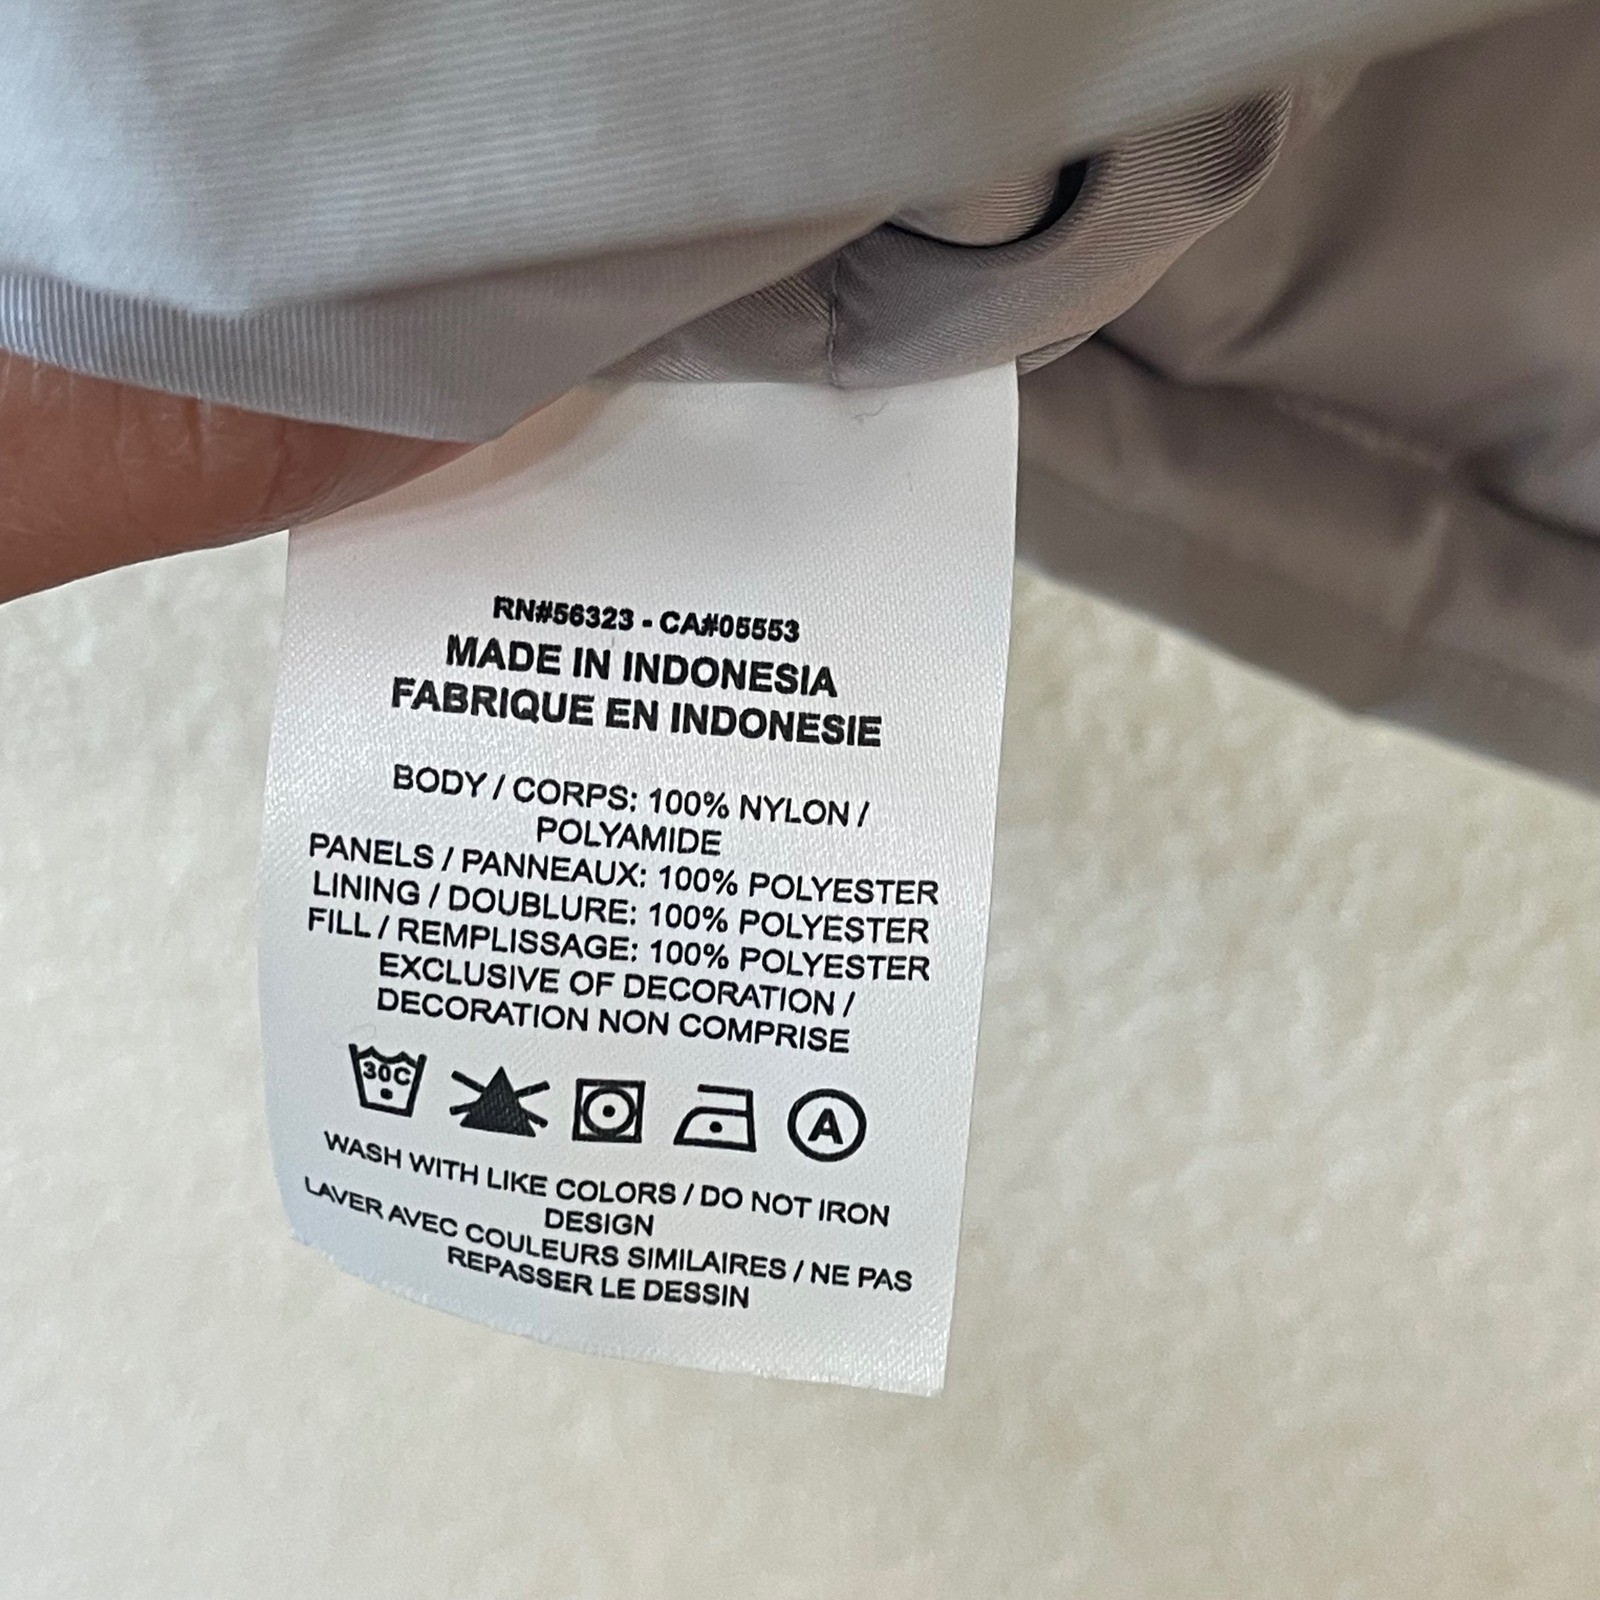 RN#56323 - CA#05553
MADE IN INDONESIA
FABRIQUE EN INDONESIE
BODY / CORPS: 100% NYLON /
POLYAMIDE
PANELS / PANNEAUX: 100% POLYESTER
LINING / DOUBLURE: 100% POLYESTER
FILL / REMPLISSAGE: 100% POLYESTER
EXCLUSIVE OF DECORATION /
DECORATION NON COMPRISE
30C A
WASH WITH LIKE COLORS / DO NOT IRON
DESIGN
LAVER AVEC COULEURS SIMILAIRES / NE PAS
REPASSER LE DESSIN